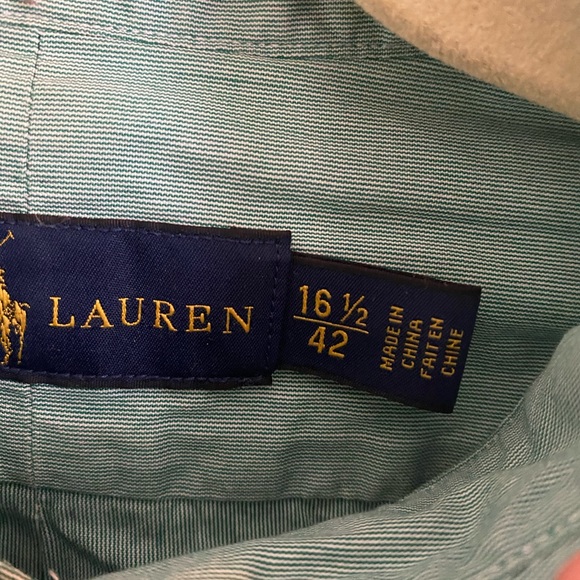 LAUREN
16 ½
42
MADE IN
CHINA
FAIT EN
CHINE